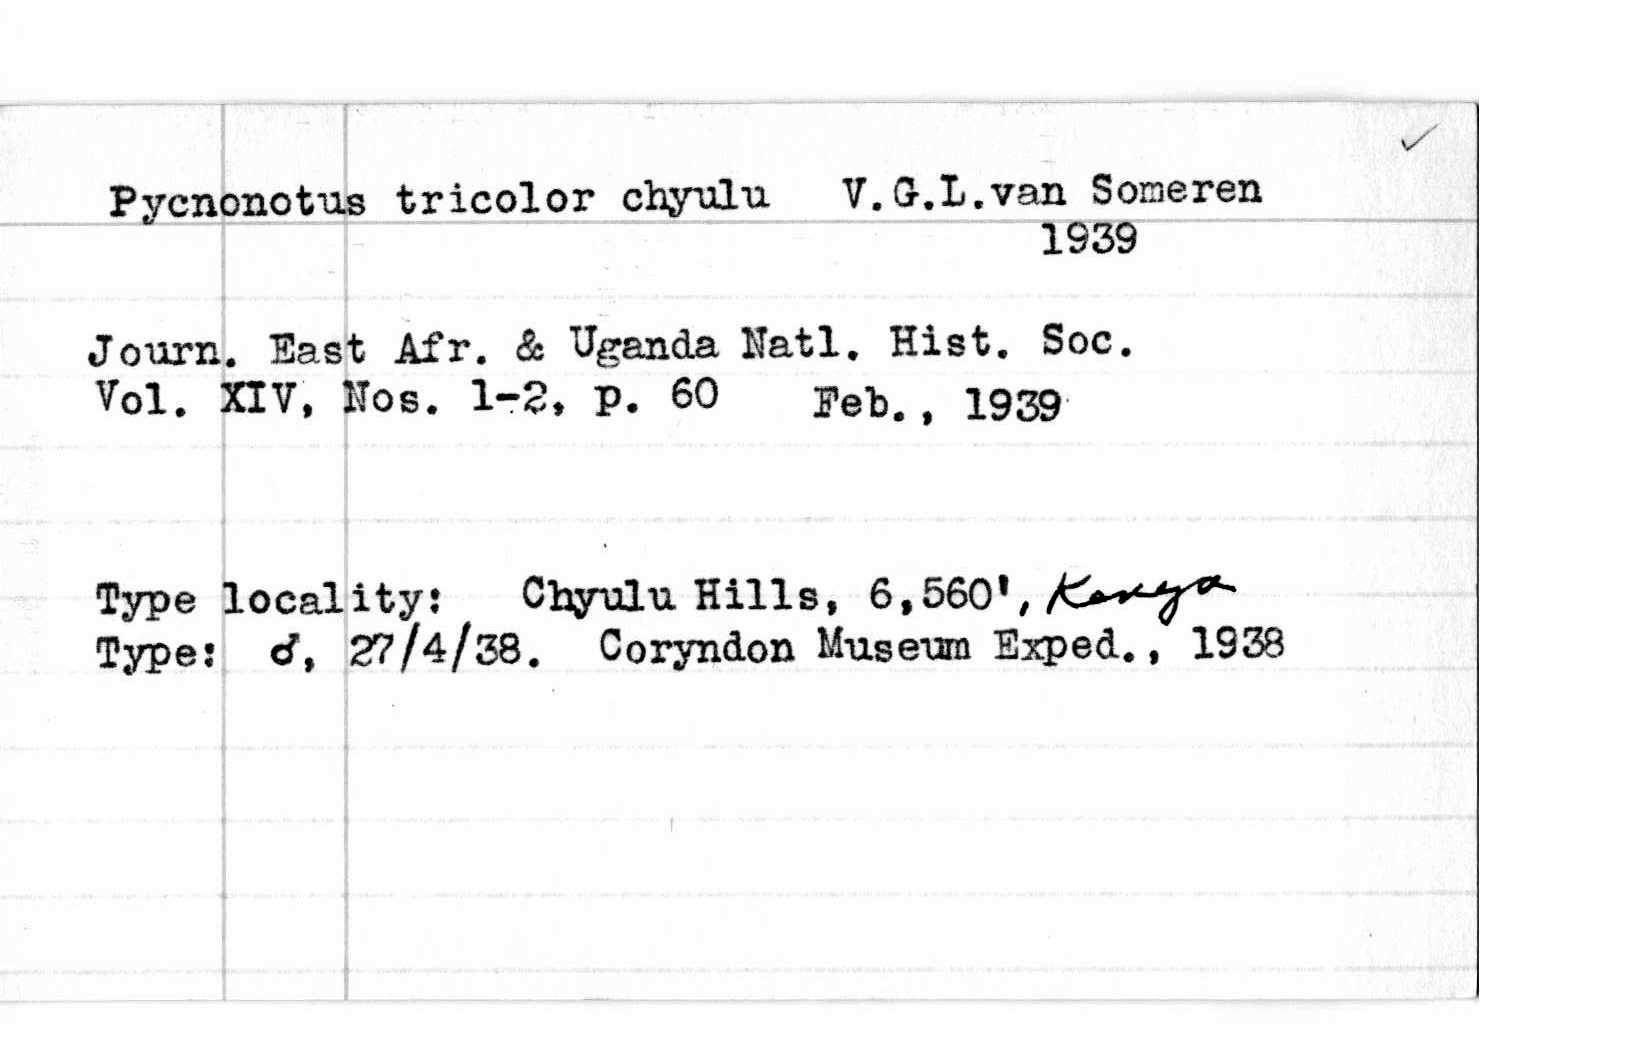 Pycnonotus tricolor chyulu V.G.L.van Someren
1939
Journ. East Afr. & Uganda Natl. Hist. Soc.
Vol. XIV, Nos. 1-2, p. 60 Feb., 1939
Type locality: Chyulu Hills, 6,560', Kenya
Type: ♂, 27/4/38. Coryndon Museum Exped., 1938